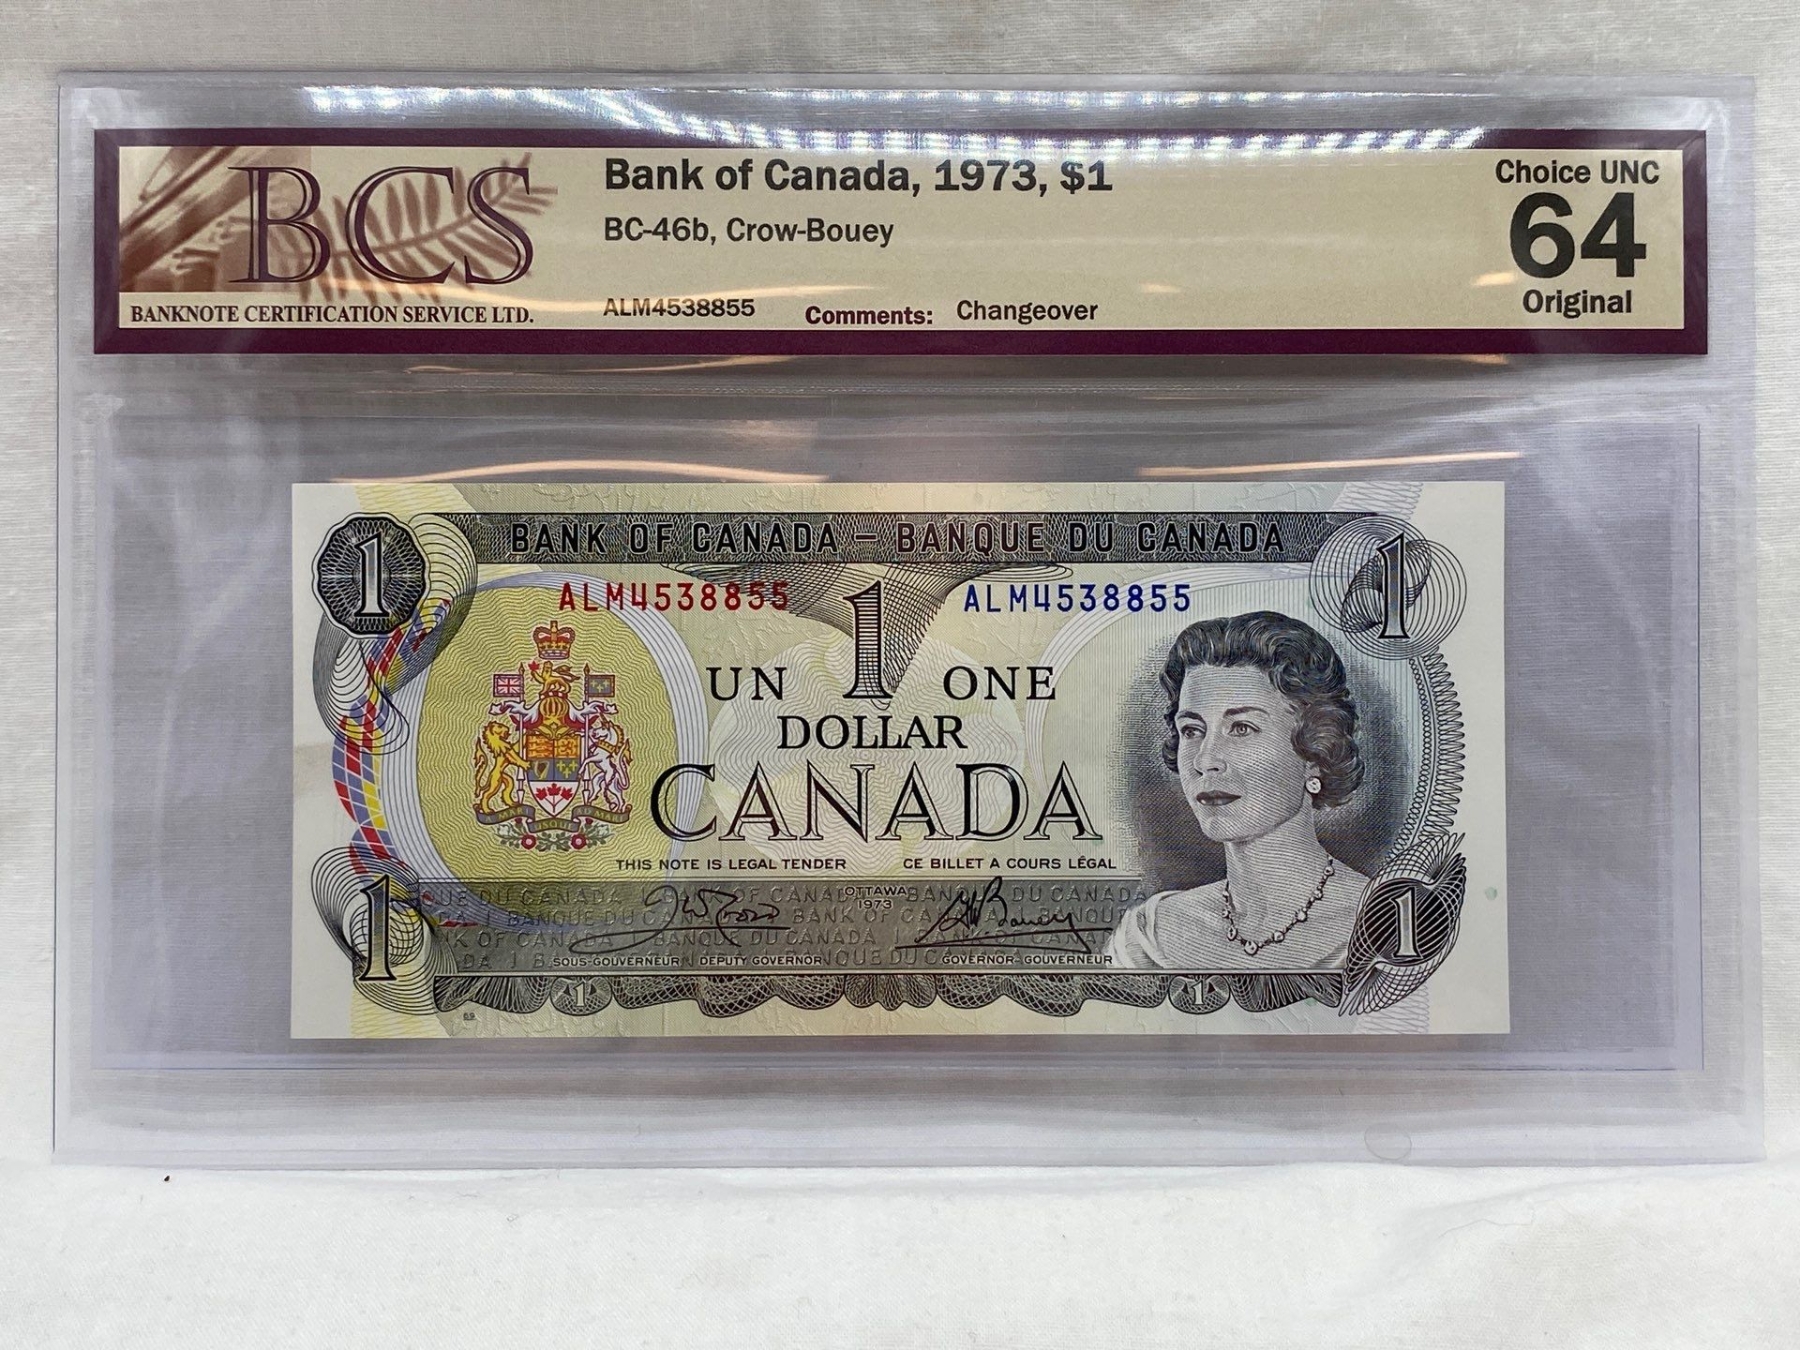 BCS
BANKNOTE CERTIFICATION SERVICE LTD.
Bank of Canada, 1973, $1
BC-46b, Crow-Bouey
ALM4538855 Comments: Changeover
Choice UNC
64
Original
1 BANK OF CANADA – BANQUE DU CANADA 1
ALM4538855 ALM4538855
UN 1 ONE
DOLLAR
CANADA
THIS NOTE IS LEGAL TENDER CE BILLET A COURS LÉGAL
OTTAWA
1973
SOUS-GOUVERNEUR DEPUTY GOVERNOR GOVERNOR-GOUVERNEUR
1 1
1 1
69